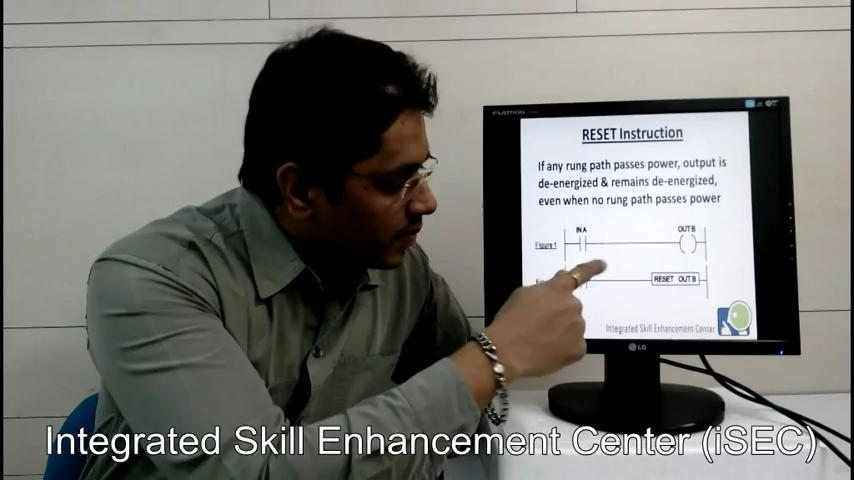 FLATRON
RESET Instruction
If any rung path passes power, output is
de-energized & remains de-energized,
even when no rung path passes power
IN A OUT B
Figure 1
RESET OUT B
Integrated Skill Enhancement Center
LG
Integrated Skill Enhancement Center (iSEC)